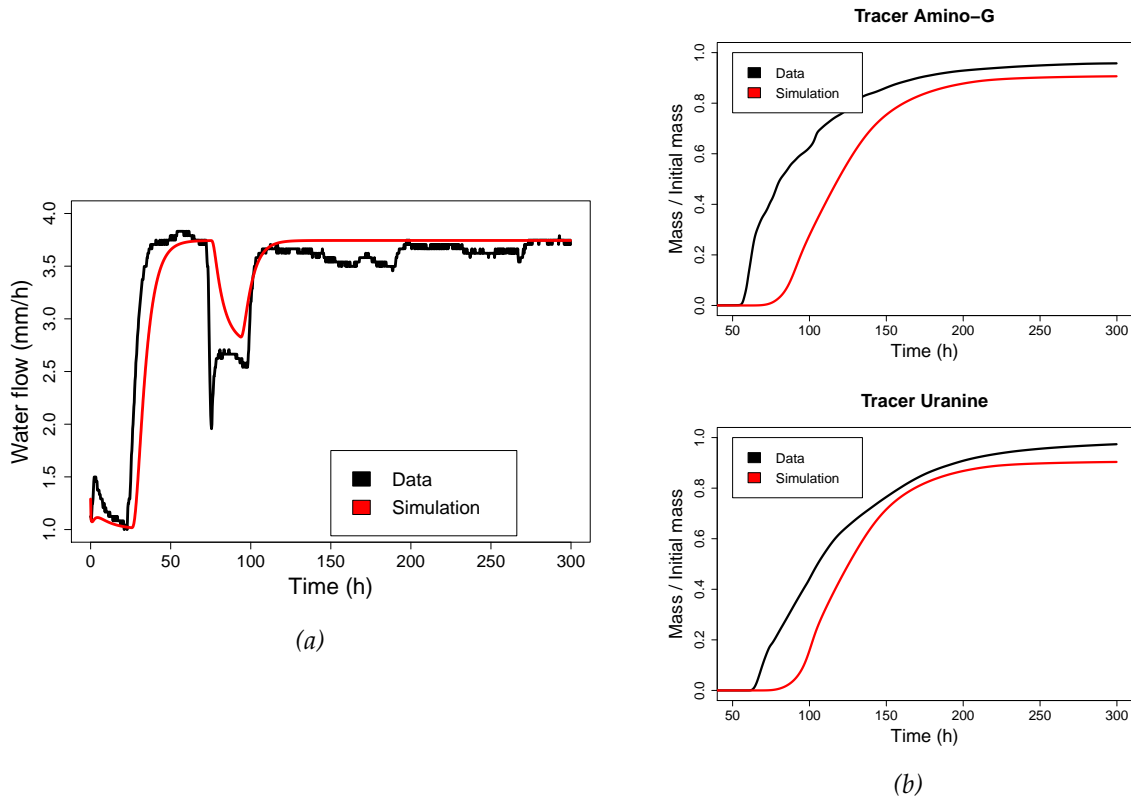 Water flow (mm/h)
4.0
3.5
3.0
2.5
2.0
1.5
1.0
Data
Simulation
0 50 100 150 200 250 300
Time (h)
(a)
Tracer Amino−G
Mass / Initial mass
1.0
0.8
0.6
0.4
0.2
0.0
Data
Simulation
50 100 150 200 250 300
Time (h)
Tracer Uranine
Mass / Initial mass
1.0
0.8
0.6
0.4
0.2
0.0
Data
Simulation
50 100 150 200 250 300
Time (h)
(b)